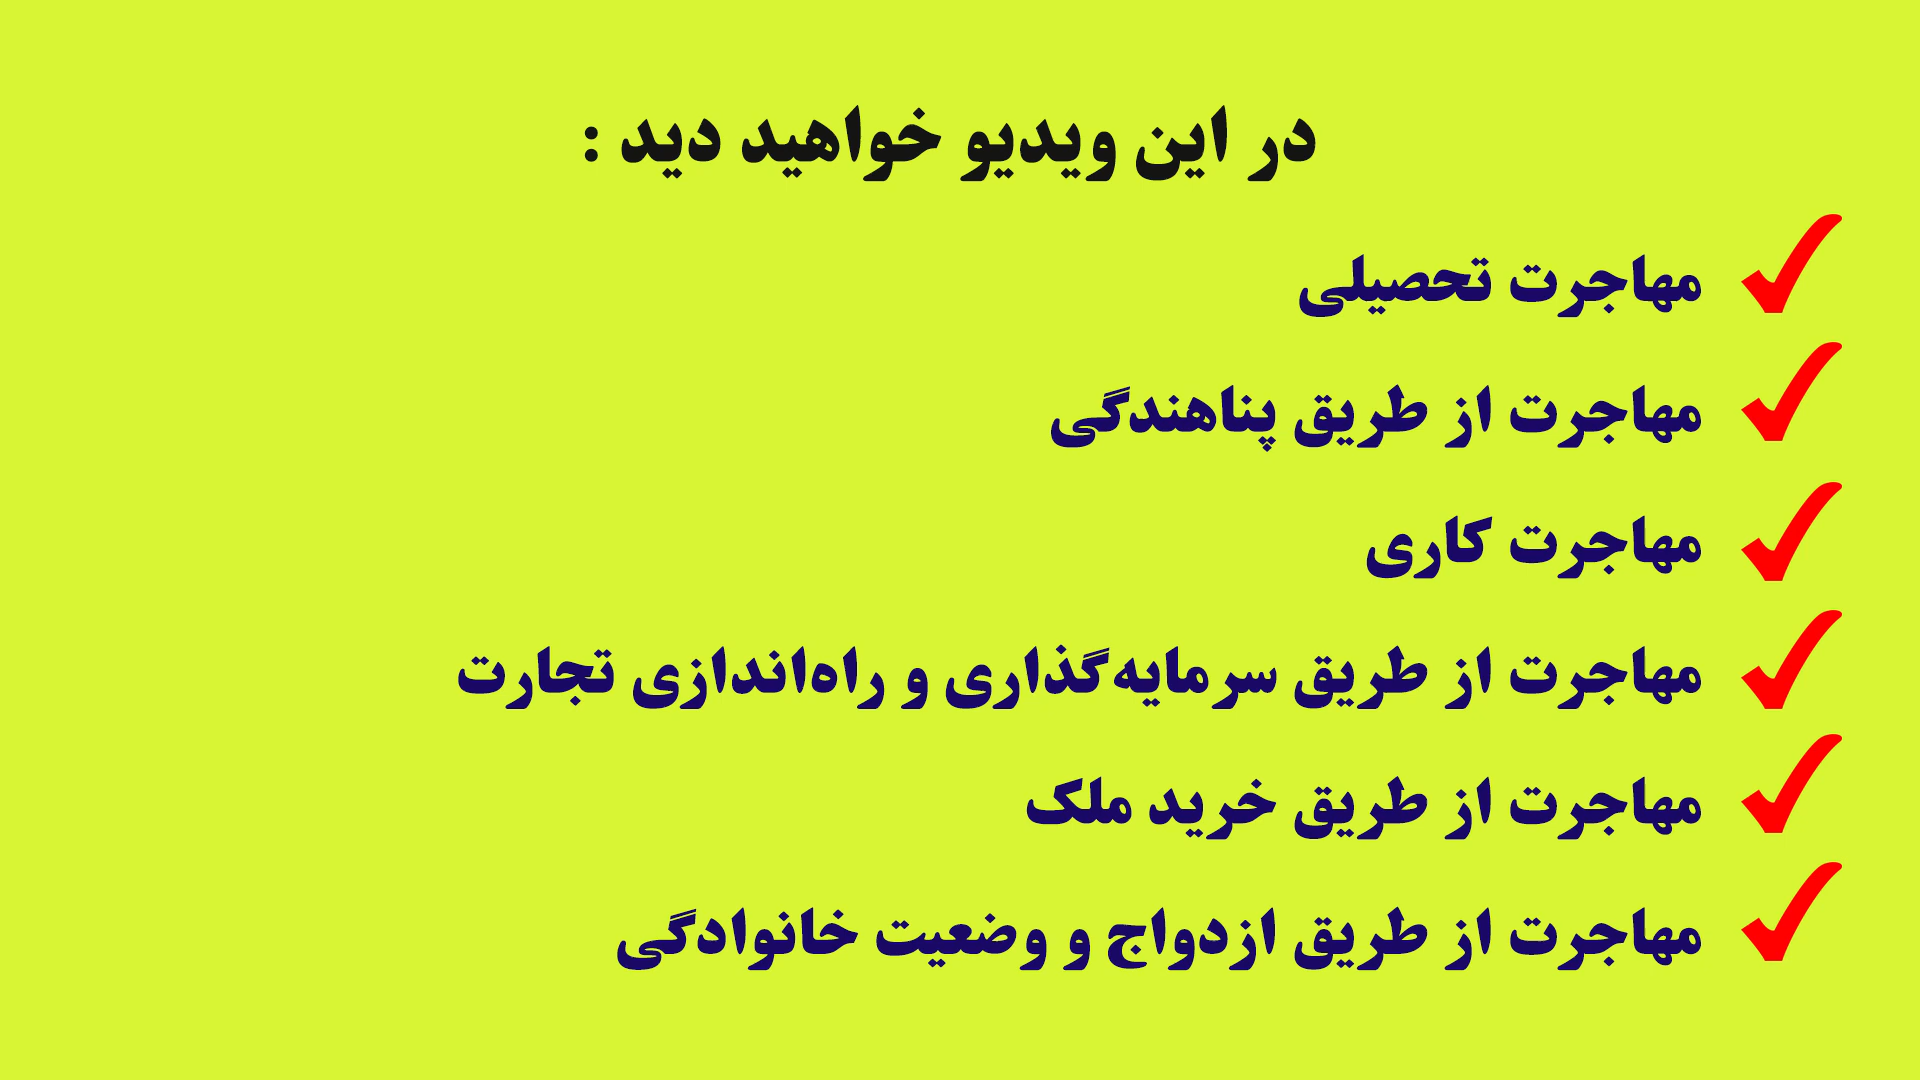 در این ویدیو خواهید دید :
مهاجرت تحصیلی
مهاجرت از طریق پناهندگی
مهاجرت کاری
مهاجرت از طریق سرمایه‌گذاری و راه‌اندازی تجارت
مهاجرت از طریق خرید ملک
مهاجرت از طریق ازدواج و وضعیت خانوادگی